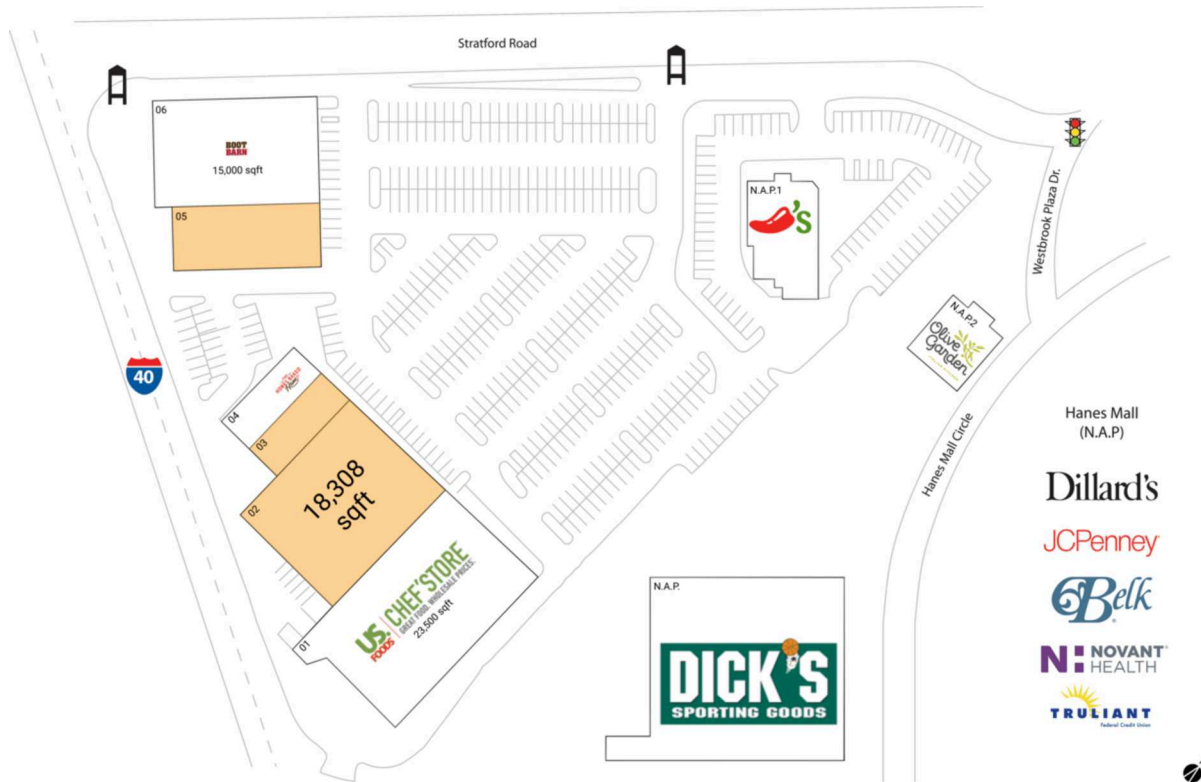 Stratford Road
06
BOOT
BARN
15,000 sqft
05
N.A.P.1
'S
Westbrook Plaza Dr.
N.A.P.2
Olive
Garden
40
04
03
02
18,308
sqft
Hanes Mall
(N.A.P)
Hanes Mall Circle
Dillard's
JCPenney
Belk
NOVANT
HEALTH
TRULIANT
Federal Credit Union
01
US.
FOODS
CHEF'STORE
GREAT FOOD. WHOLESALE PRICES.
23,500 sqft
N.A.P.
DICK'S
SPORTING GOODS